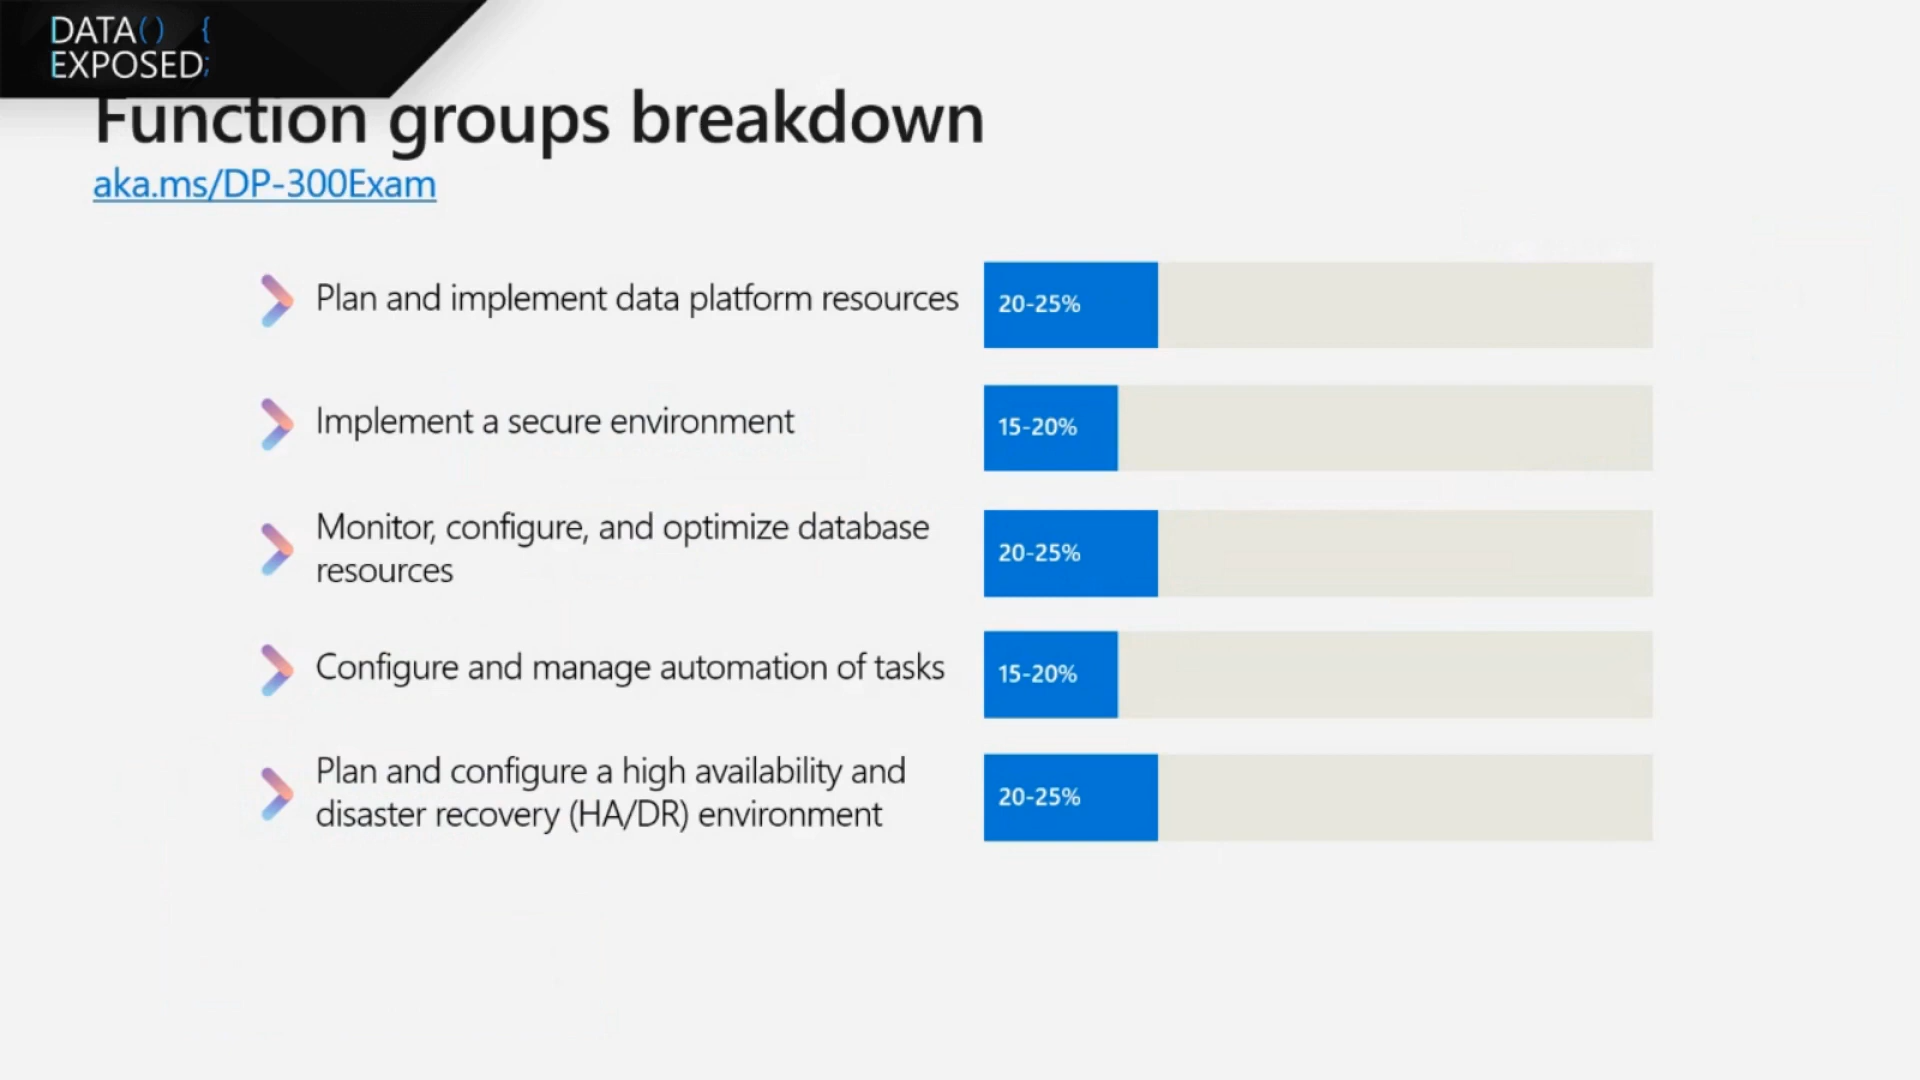 DATA() {
EXPOSED;
Function groups breakdown
aka.ms/DP-300Exam
Plan and implement data platform resources
20-25%
Implement a secure environment
15-20%
Monitor, configure, and optimize database
resources
20-25%
Configure and manage automation of tasks
15-20%
Plan and configure a high availability and
disaster recovery (HA/DR) environment
20-25%